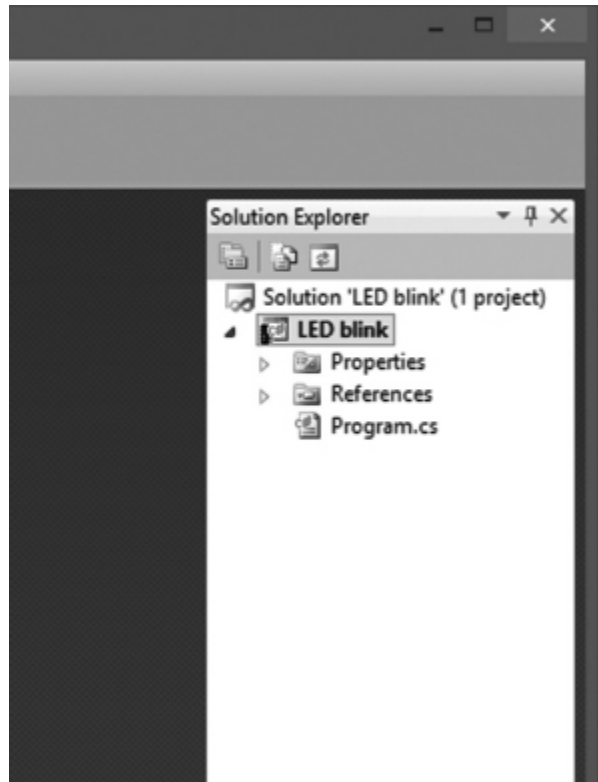 Solution Explorer
Solution 'LED blink' (1 project)
LED blink
Properties
References
Program.cs